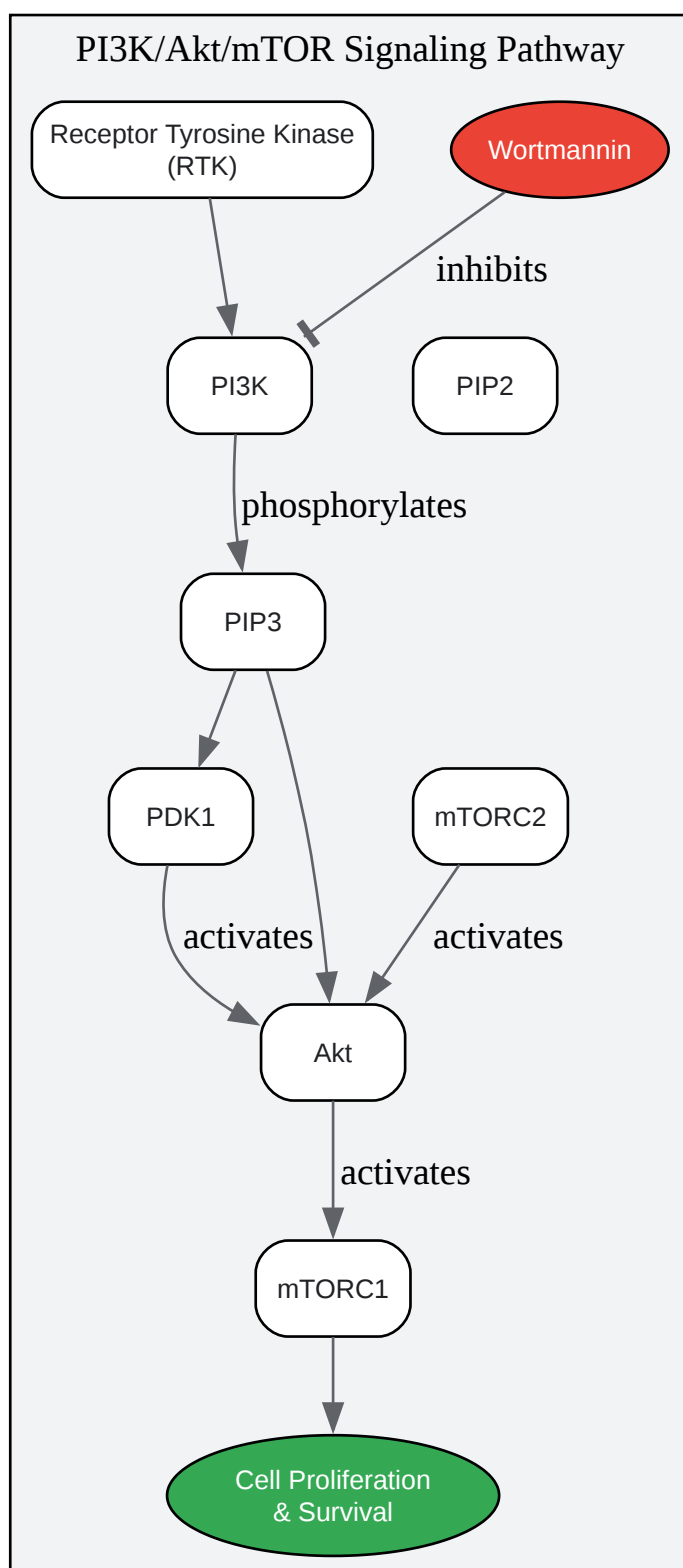 PI3K/Akt/mTOR Signaling Pathway
Receptor Tyrosine Kinase
(RTK)
Wortmannin
inhibits
PI3K
PIP2
phosphorylates
PIP3
PDK1
mTORC2
activates
activates
Akt
activates
mTORC1
Cell Proliferation
& Survival